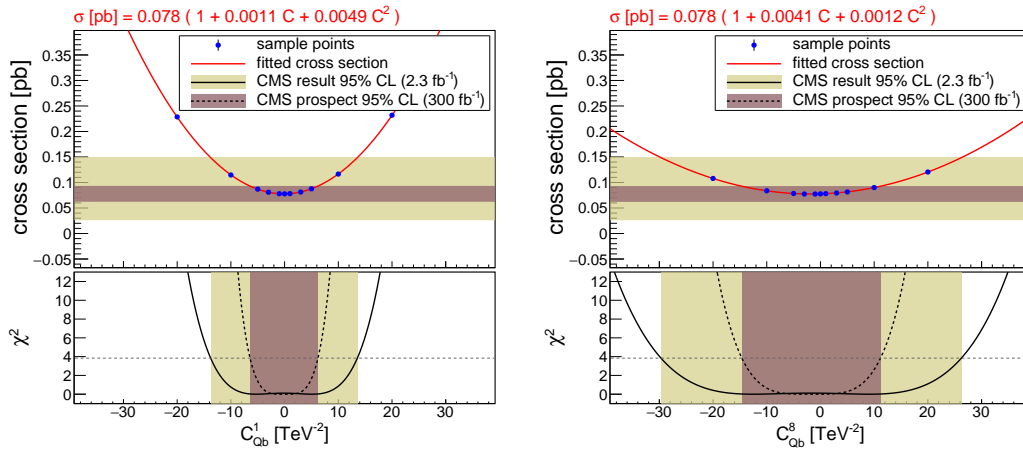 σ [pb] = 0.078 ( 1 + 0.0011 C + 0.0049 C²)
0.35
0.3
0.25
0.2
0.15
0.1
0.05
0
−0.05
cross section [pb]
sample points
fitted cross section
CMS result 95% CL (2.3 fb⁻¹)
CMS prospect 95% CL (300 fb⁻¹)
12
10
8
6
4
2
0
χ²
−30 −20 −10 0 10 20 30
C¹Qb [TeV⁻²]
σ [pb] = 0.078 ( 1 + 0.0041 C + 0.0012 C²)
0.35
0.3
0.25
0.2
0.15
0.1
0.05
0
−0.05
cross section [pb]
sample points
fitted cross section
CMS result 95% CL (2.3 fb⁻¹)
CMS prospect 95% CL (300 fb⁻¹)
12
10
8
6
4
2
0
χ²
−30 −20 −10 0 10 20 30
C⁸Qb [TeV⁻²]